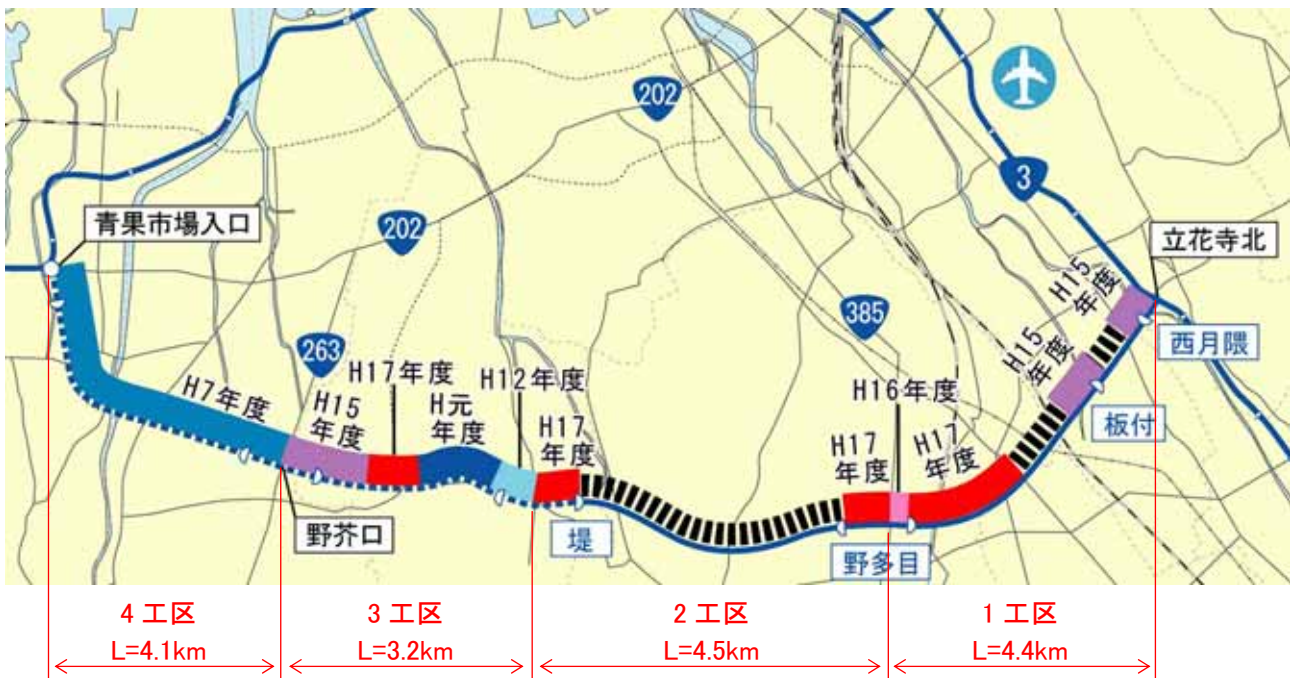 202
3
青果市場入口
202
立花寺北
H15
年度
385
263
西月隈
H17年度
H12年度
H15
年度
H7年度
H16年度
H15
年度
H元
年度
H17
年度
板付
H17
年度
H17
年度
野芥口
堤
野多目
4工区
L=4.1km
3工区
L=3.2km
2工区
L=4.5km
1工区
L=4.4km